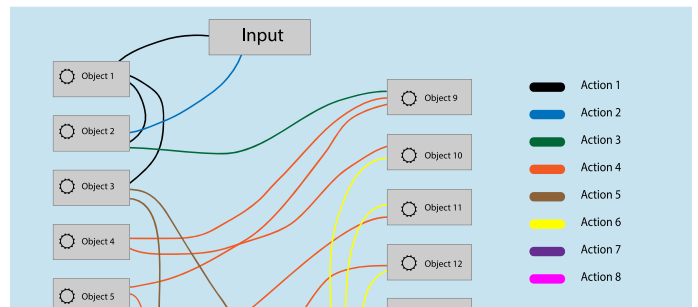 Input
Object 1
Object 2
Object 3
Object 4
Object 5
Object 9
Object 10
Object 11
Object 12
Action 1
Action 2
Action 3
Action 4
Action 5
Action 6
Action 7
Action 8